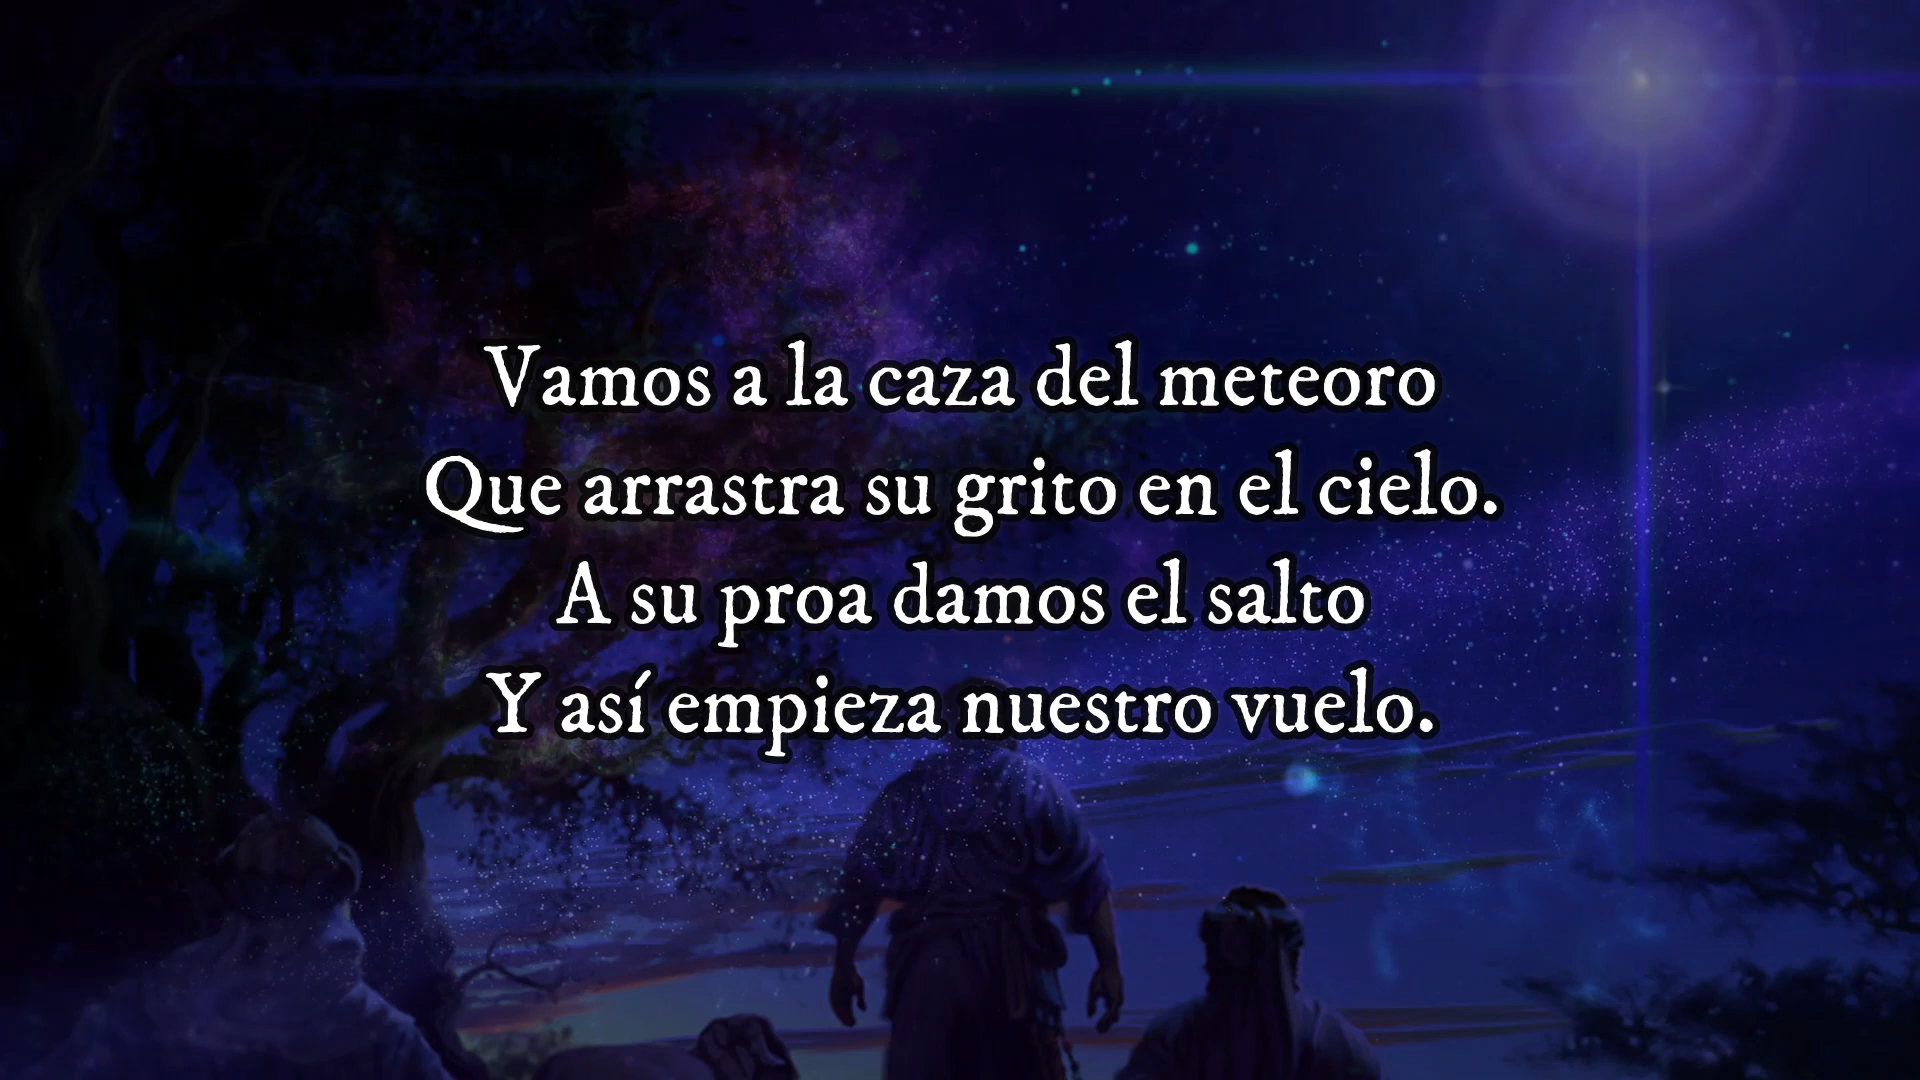 Vamos a la caza del meteoro
Que arrastra su grito en el cielo.
A su proa damos el salto
Y así empieza nuestro vuelo.